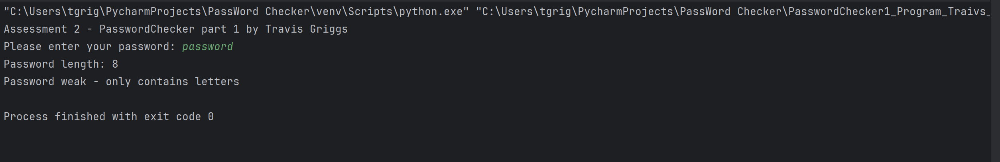 "C:\Users\tgrig\PycharmProjects\PassWord Checker\venv\Scripts\python.exe" "C:\Users\tgrig\PycharmProjects\PassWord Checker\PasswordChecker1_Program_Traivs_
Assessment 2 - PasswordChecker part 1 by Travis Griggs
Please enter your password: password
Password length: 8
Password weak - only contains letters
Process finished with exit code 0